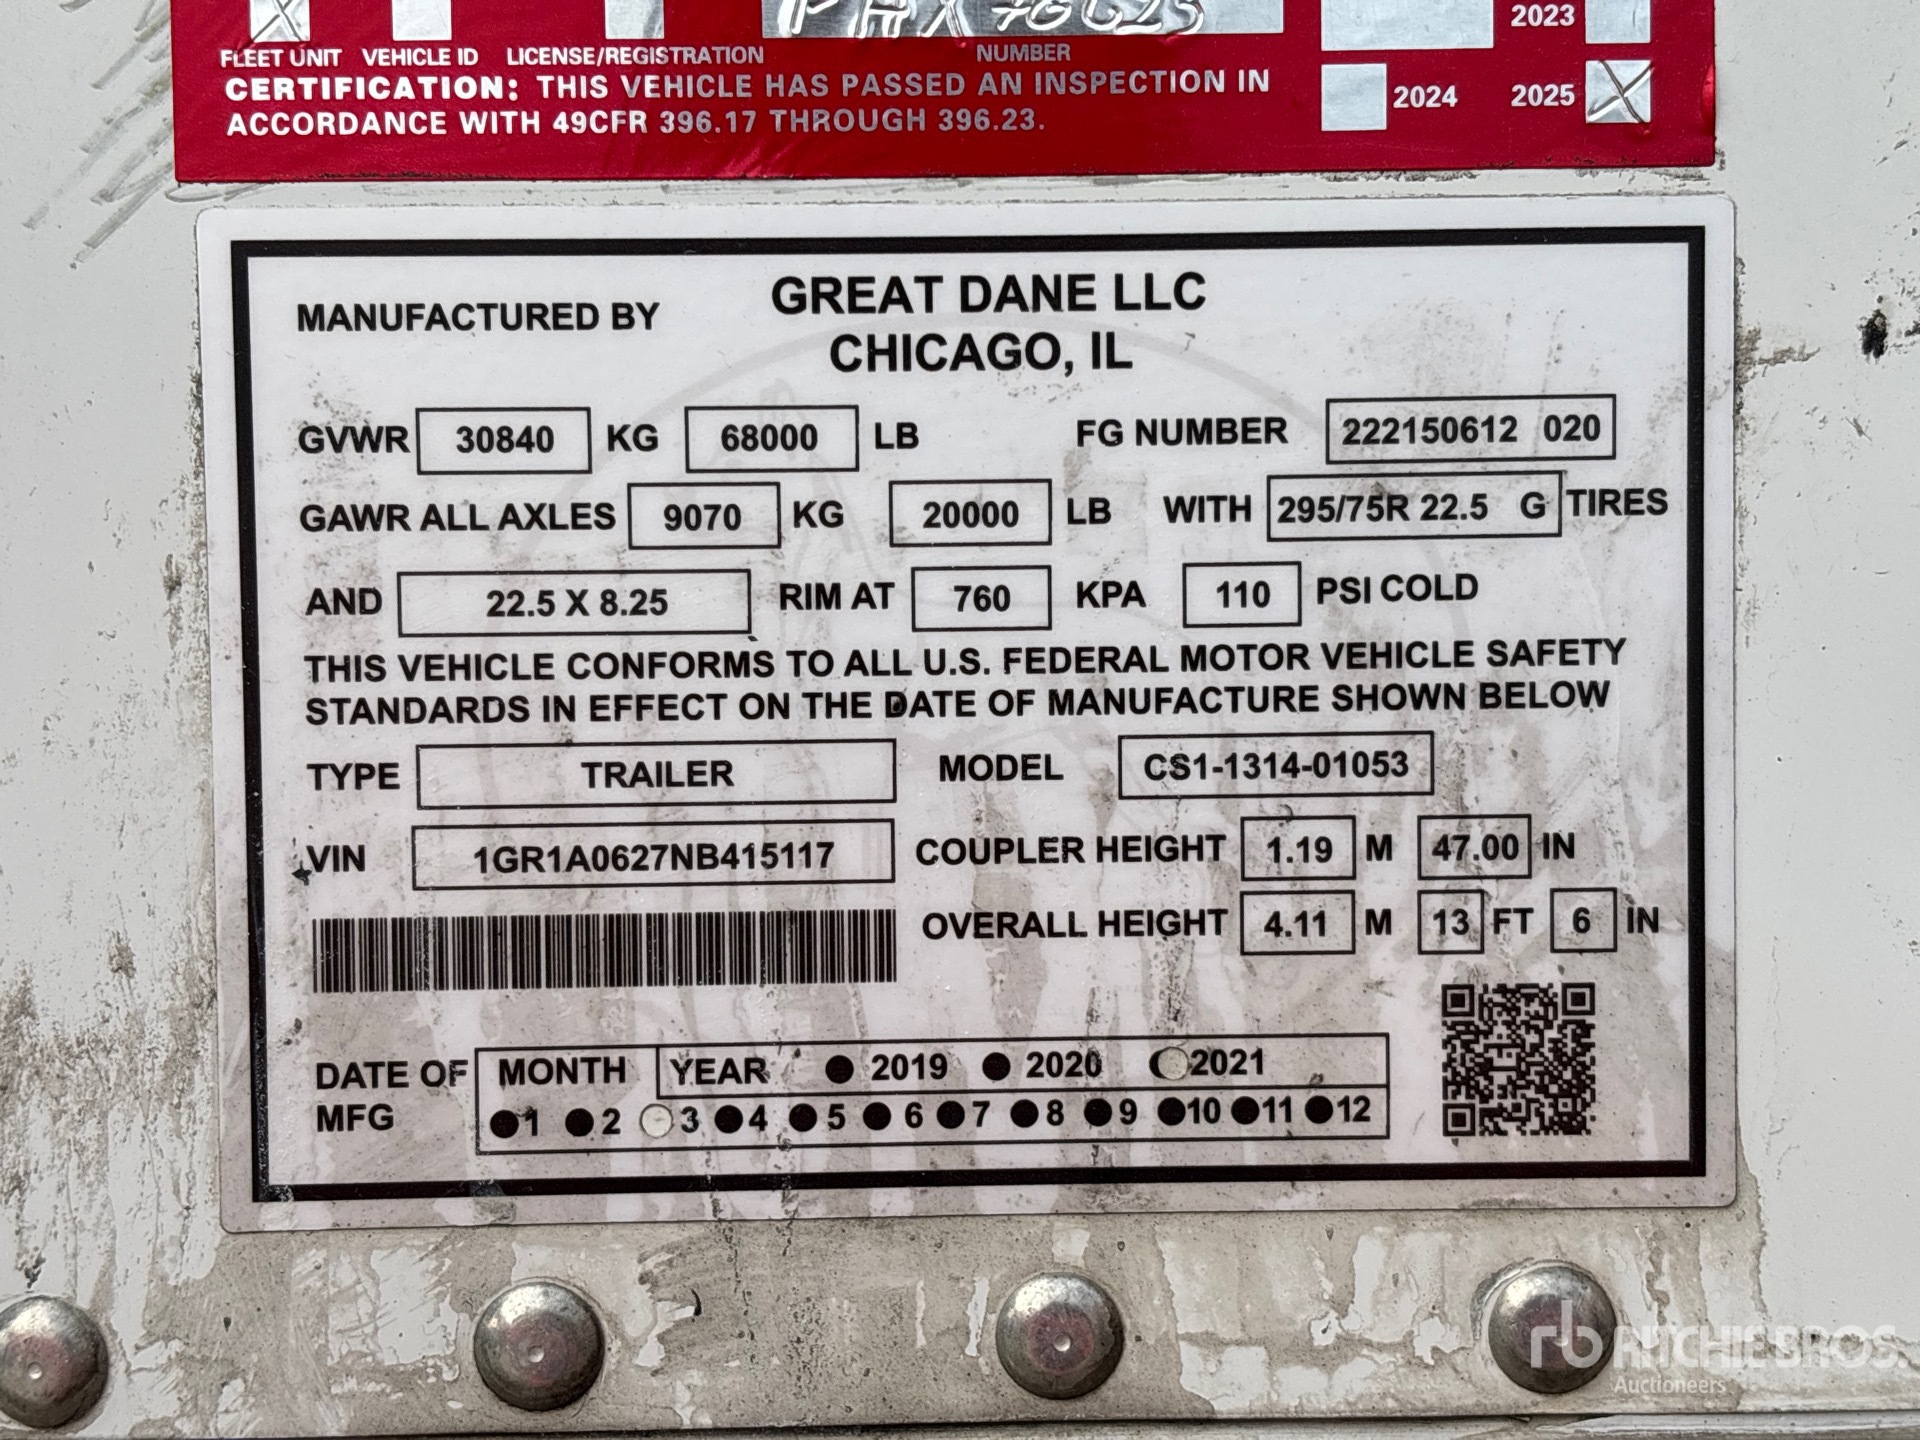 2023
FLEET UNIT VEHICLE ID LICENSE/REGISTRATION NUMBER
CERTIFICATION: THIS VEHICLE HAS PASSED AN INSPECTION IN
ACCORDANCE WITH 49CFR 396.17 THROUGH 396.23.
2024 2025 X
MANUFACTURED BY GREAT DANE LLC
CHICAGO, IL
GVWR 30840 KG 68000 LB FG NUMBER 222150612 020
GAWR ALL AXLES 9070 KG 20000 LB WITH 295/75R 22.5 G TIRES
AND 22.5 X 8.25 RIM AT 760 KPA 110 PSI COLD
THIS VEHICLE CONFORMS TO ALL U.S. FEDERAL MOTOR VEHICLE SAFETY
STANDARDS IN EFFECT ON THE DATE OF MANUFACTURE SHOWN BELOW
TYPE TRAILER MODEL CS1-1314-01053
VIN 1GR1A0627NB415117 COUPLER HEIGHT 1.19 M 47.00 IN
OVERALL HEIGHT 4.11 M 13 FT 6 IN
DATE OF MFG MONTH YEAR 2019 2020 2021
1 2 3 4 5 6 7 8 9 10 11 12
rb RITCHIE BROS.
Auctioneers